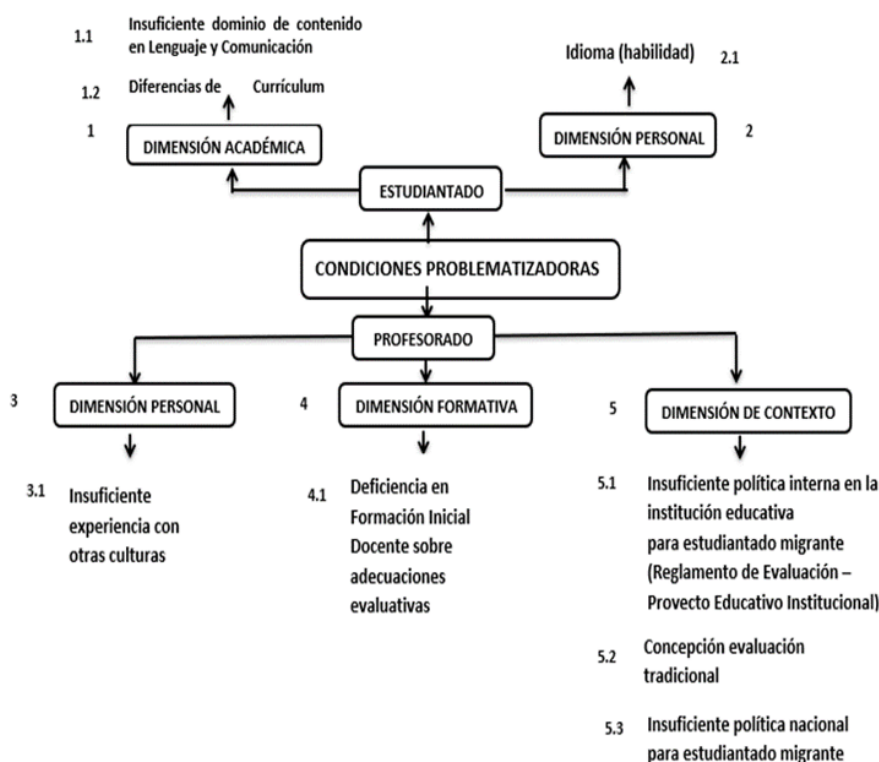 1.1 Insuficiente dominio de contenido
en Lenguaje y Comunicación
1.2 Diferencias de Currículum
1 DIMENSIÓN ACADÉMICA
Idioma (habilidad) 2.1
DIMENSIÓN PERSONAL 2
ESTUDIANTADO
CONDICIONES PROBLEMATIZADORAS
PROFESORADO
3 DIMENSIÓN PERSONAL
4 DIMENSIÓN FORMATIVA
5 DIMENSIÓN DE CONTEXTO
3.1 Insuficiente
experiencia con
otras culturas
4.1 Deficiencia en
Formación Inicial
Docente sobre
adecuaciones
evaluativas
5.1 Insuficiente política interna en la
institución educativa
para estudiantado migrante
(Reglamento de Evaluación –
Provecto Educativo Institucional)
5.2 Concepción evaluación
tradicional
5.3 Insuficiente política nacional
para estudiantado migrante